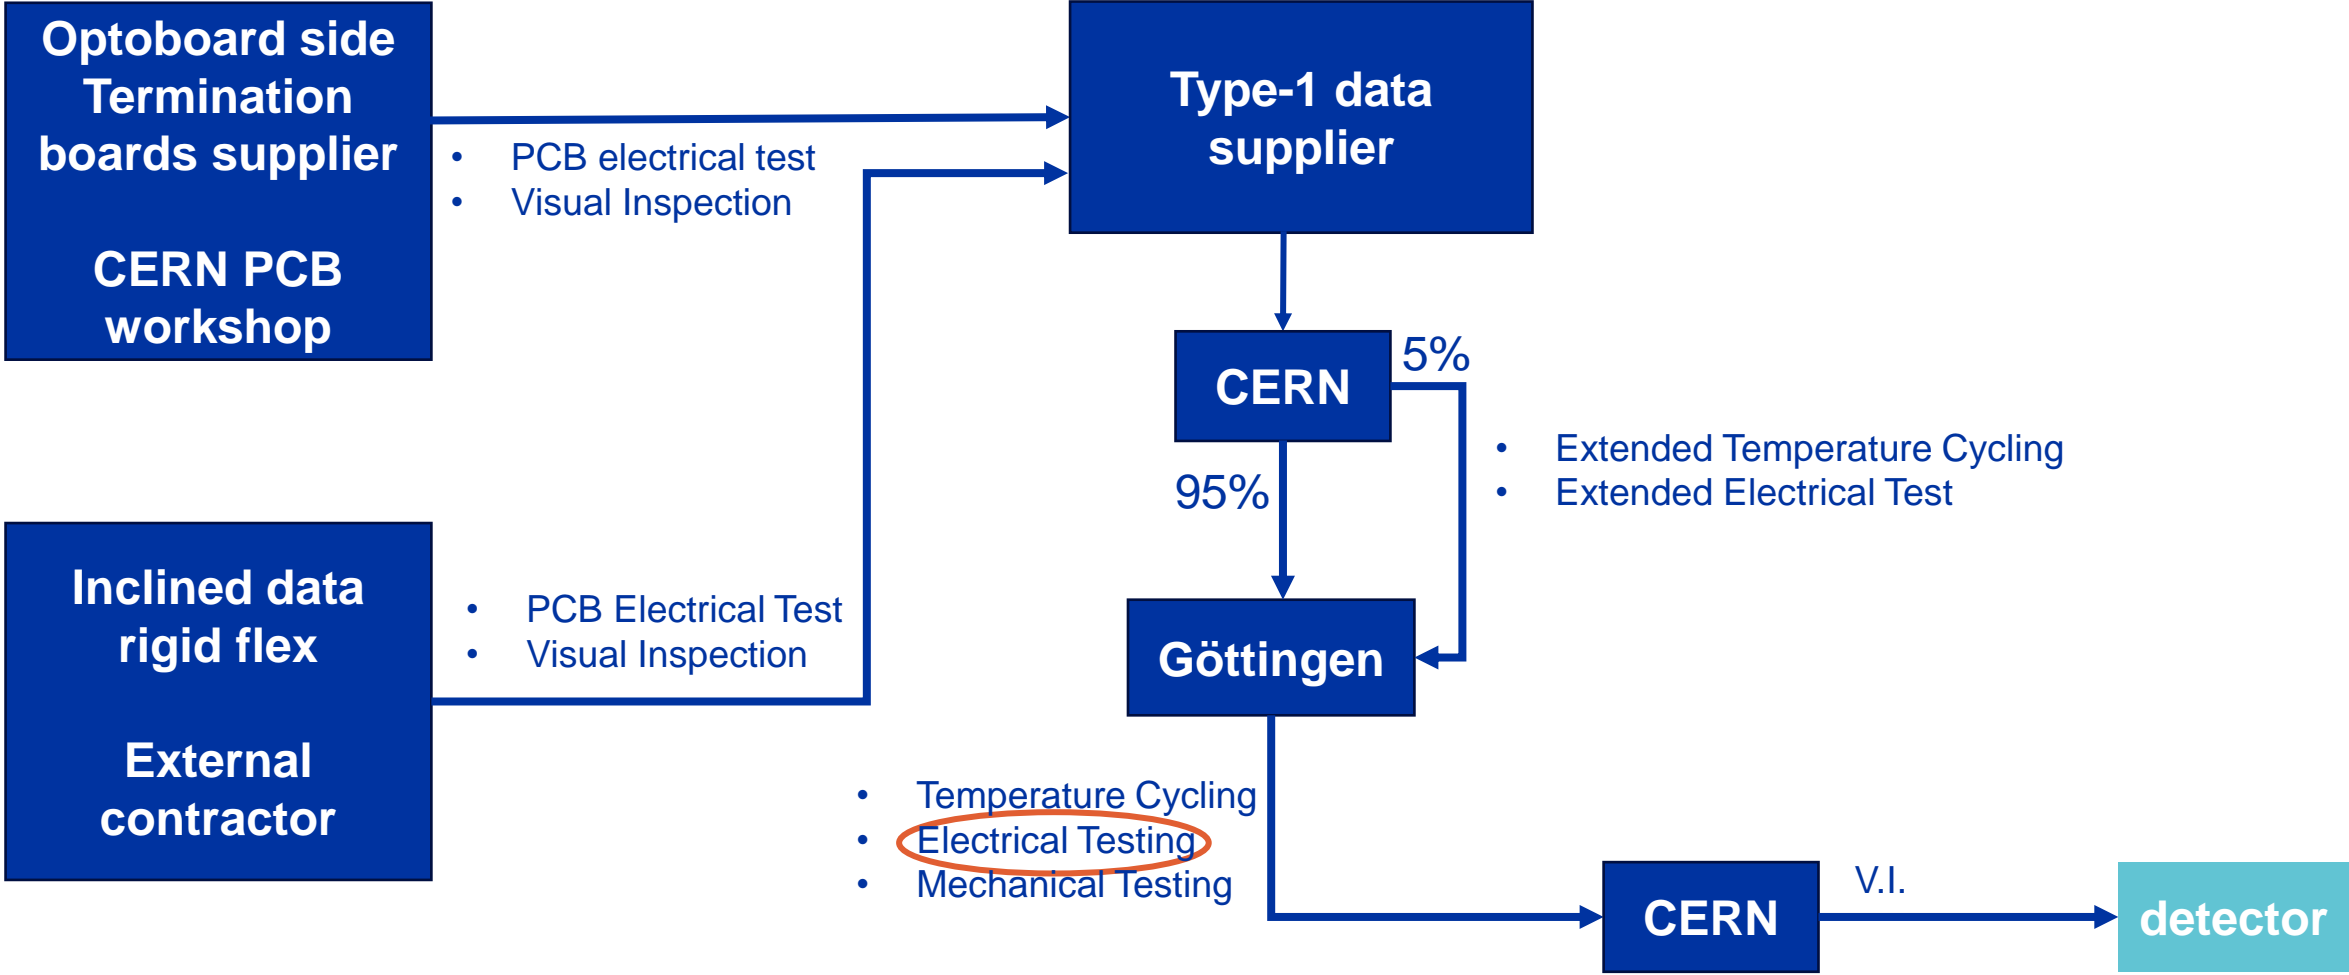 Optoboard side
Termination
boards supplier
CERN PCB
workshop
• PCB electrical test
• Visual Inspection
Type-1 data
supplier
CERN
5%
95%
• Extended Temperature Cycling
• Extended Electrical Test
Inclined data
rigid flex
External
contractor
• PCB Electrical Test
• Visual Inspection
Göttingen
• Temperature Cycling
• Electrical Testing
• Mechanical Testing
CERN
V.I.
detector